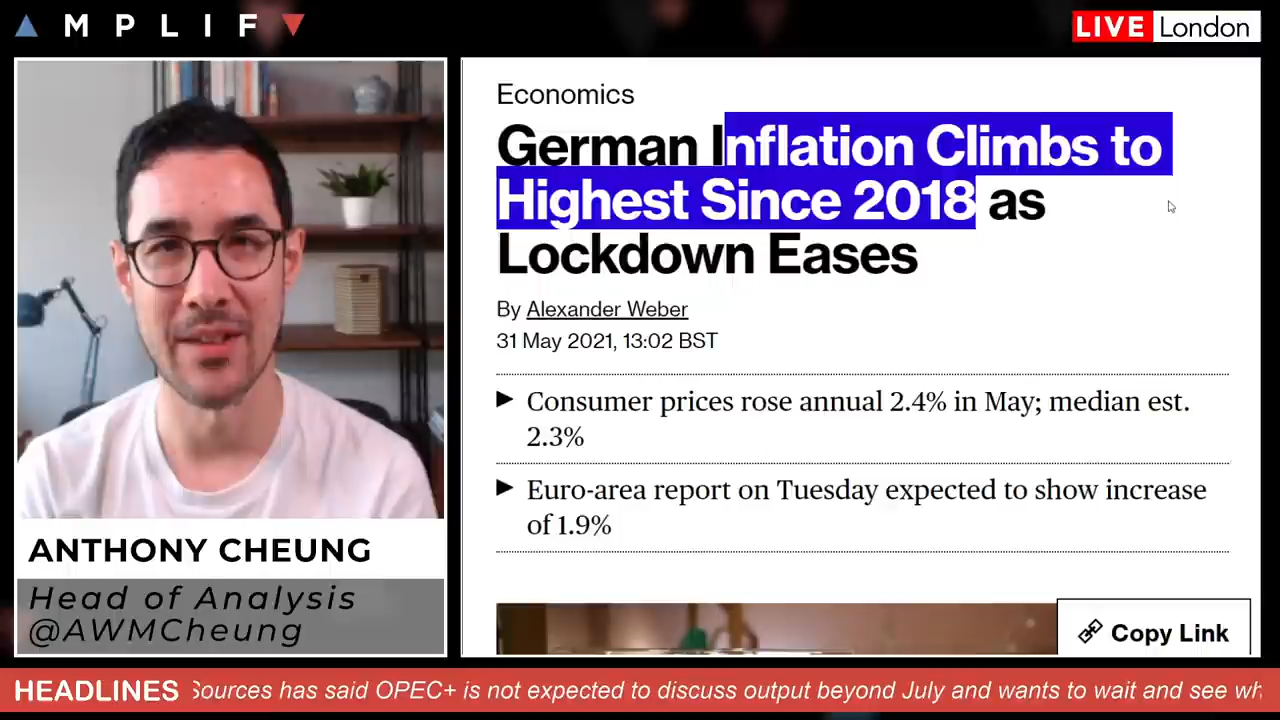 ▲ M P L I F ▼
LIVE London
Economics
German Inflation Climbs to
Highest Since 2018 as
Lockdown Eases
By Alexander Weber
31 May 2021, 13:02 BST
Consumer prices rose annual 2.4% in May; median est.
2.3%
Euro-area report on Tuesday expected to show increase
of 1.9%
Copy Link
ANTHONY CHEUNG
Head of Analysis
@AWMCheung
HEADLINES Sources has said OPEC+ is not expected to discuss output beyond July and wants to wait and see